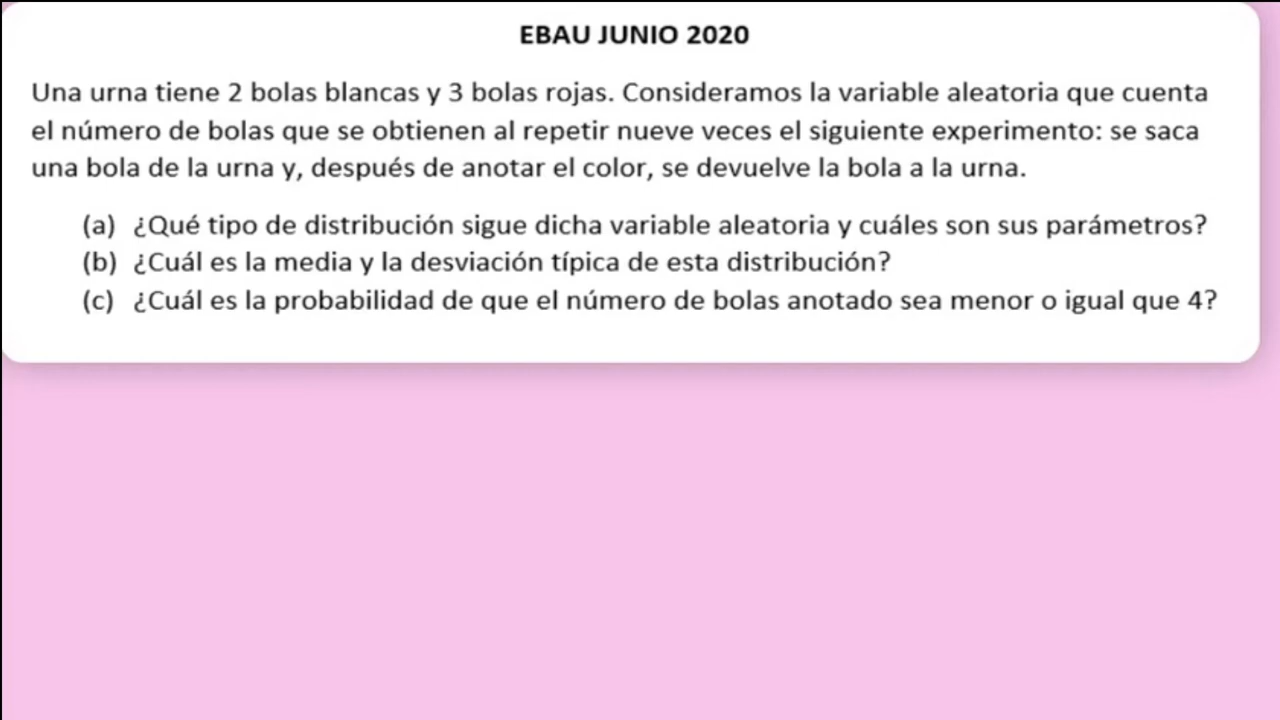 EBAU JUNIO 2020
Una urna tiene 2 bolas blancas y 3 bolas rojas. Consideramos la variable aleatoria que cuenta
el número de bolas que se obtienen al repetir nueve veces el siguiente experimento: se saca
una bola de la urna y, después de anotar el color, se devuelve la bola a la urna.
(a) ¿Qué tipo de distribución sigue dicha variable aleatoria y cuáles son sus parámetros?
(b) ¿Cuál es la media y la desviación típica de esta distribución?
(c) ¿Cuál es la probabilidad de que el número de bolas anotado sea menor o igual que 4?